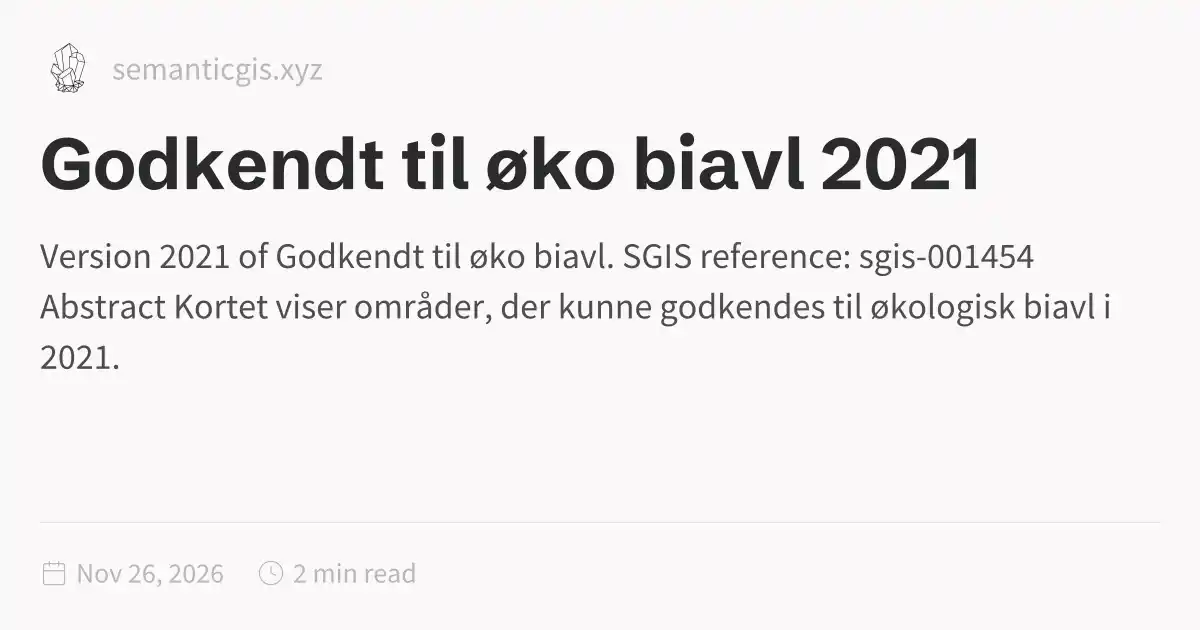 semanticgis.xyz
Godkendt til øko biavl 2021
Version 2021 of Godkendt til øko biavl. SGIS reference: sgis-001454
Abstract Kortet viser områder, der kunne godkendes til økologisk biavl i
2021.
Nov 26, 2026 2 min read